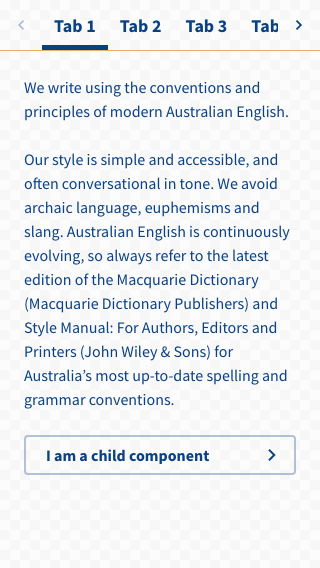 Tab 1 Tab 2 Tab 3 Tab
We write using the conventions and
principles of modern Australian English.
Our style is simple and accessible, and
often conversational in tone. We avoid
archaic language, euphemisms and
slang. Australian English is continuously
evolving, so always refer to the latest
edition of the Macquarie Dictionary
(Macquarie Dictionary Publishers) and
Style Manual: For Authors, Editors and
Printers (John Wiley & Sons) for
Australia’s most up-to-date spelling and
grammar conventions.
I am a child component